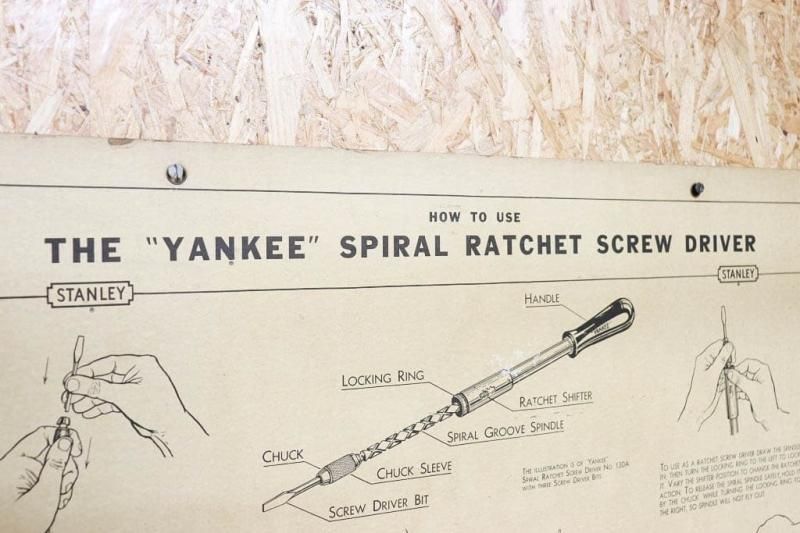 HOW TO USE
THE "YANKEE" SPIRAL RATCHET SCREW DRIVER
STANLEY
®
STANLEY
®
HANDLE
LOCKING RING
RATCHET SHIFTER
SPIRAL GROOVE SPINDLE
CHUCK
CHUCK SLEEVE
SCREW DRIVER BIT
THE ILLUSTRATION IS OF "YANKEE"
SPIRAL RATCHET SCREW DRIVER NO. 130A
WITH THREE SCREW DRIVER BITS.
TO USE AS A RATCHET SCREW DRIVER DRAW THE SPINDLE
IN, THEN TURN THE LOCKING RING TO THE LEFT TO LOCK
IT. VARY THE SHIFTER POSITION TO CHANGE THE RATCHET
ACTION. TO RELEASE THE SPIRAL SPINDLE SAFELY, HOLD
BY THE CHUCK WHILE TURNING THE LOCKING RING TO
THE RIGHT, SO SPINDLE WILL NOT FLY OUT.